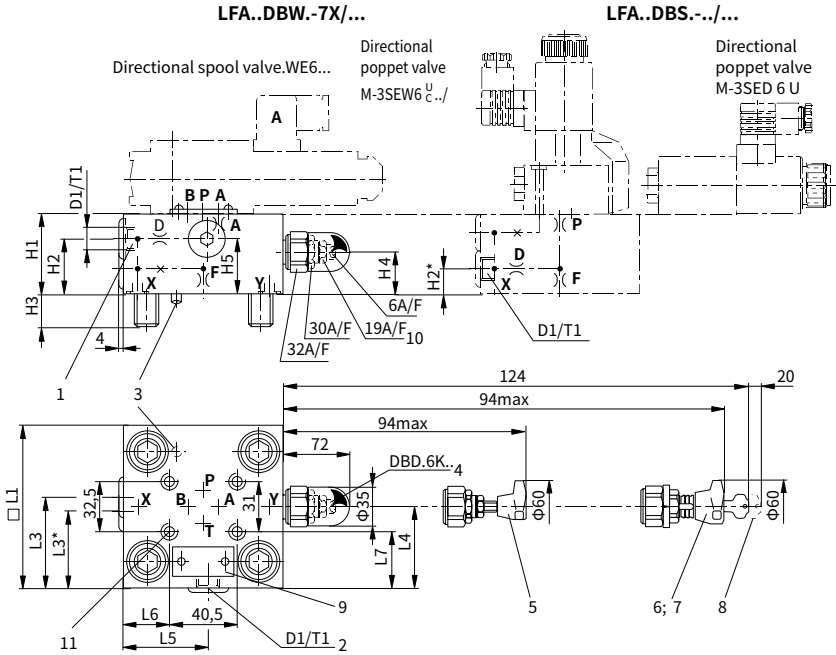 LFA..DBW.-7X/...
LFA..DBS.-../...
Directional spool valve.WE6...
Directional
poppet valve
M-3SEW6 U C ../
Directional
poppet valve
M-3SED 6 U
A
D1/T1
B P A
D
A
H1
H2
H5
F
X
Y
H3
4
1
3
H4
6A/F
30A/F
19A/F
10
32A/F
P
D
H2*
X
F
D1/T1
124
20
94max
94max
72
DBD.6K..
4
□ L1
32,5
L3
L3*
X
P
B
A
Y
T
31
Φ35
Φ60
Φ60
L7
L4
L6
40,5
L5
D1/T1
11
2
9
5
6; 7
8